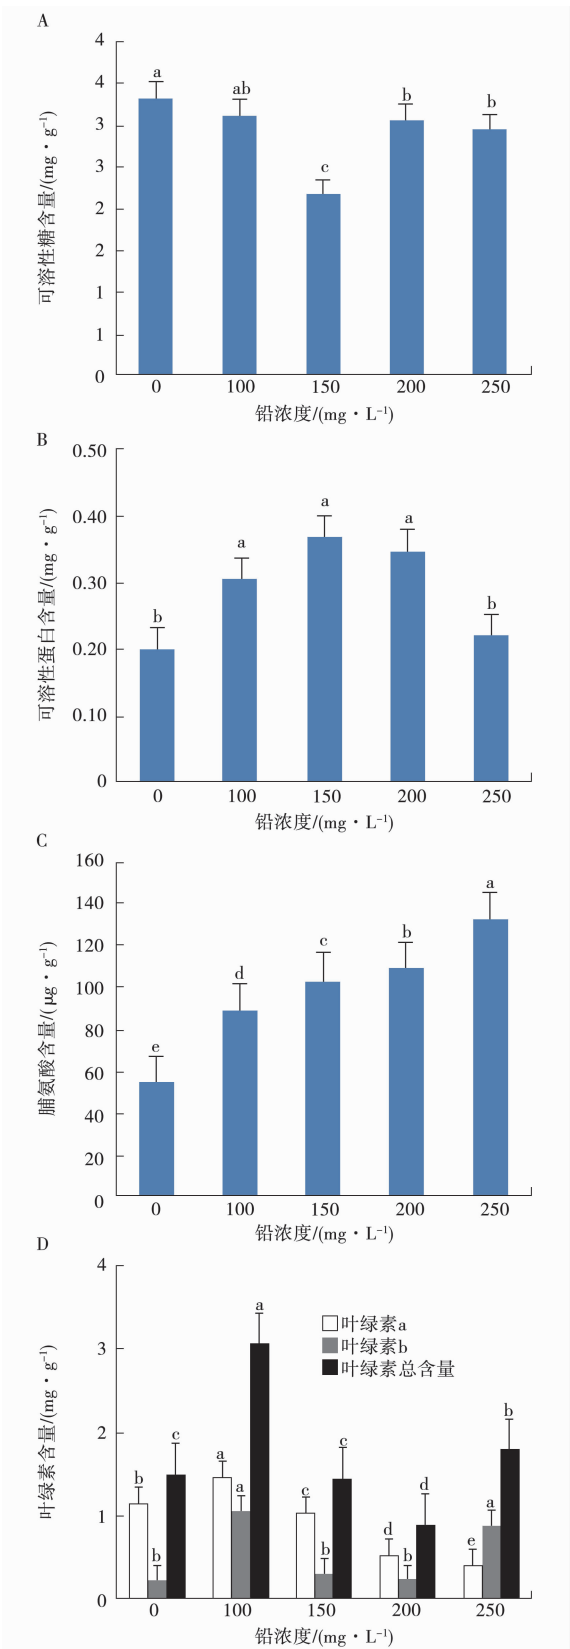 A
4
4
3
3
2
2
1
1
0
可溶性糖含量/(mg·g⁻¹)
a
ab
c
b
b
0 100 150 200 250
铅浓度/(mg·L⁻¹)
B
0.50
0.40
0.30
0.20
0.10
0
可溶性蛋白含量/(mg·g⁻¹)
b
a
a
a
b
0 100 150 200 250
铅浓度/(mg·L⁻¹)
C
160
140
120
100
80
60
40
20
0
脯氨酸含量/(μg·g⁻¹)
e
d
c
b
a
0 100 150 200 250
铅浓度/(mg·L⁻¹)
D
4
3
2
1
0
叶绿素含量/(mg·g⁻¹)
叶绿素a
叶绿素b
叶绿素总含量
b
b
c
a
a
a
c
b
c
d
b
d
e
a
b
0 100 150 200 250
铅浓度/(mg·L⁻¹)